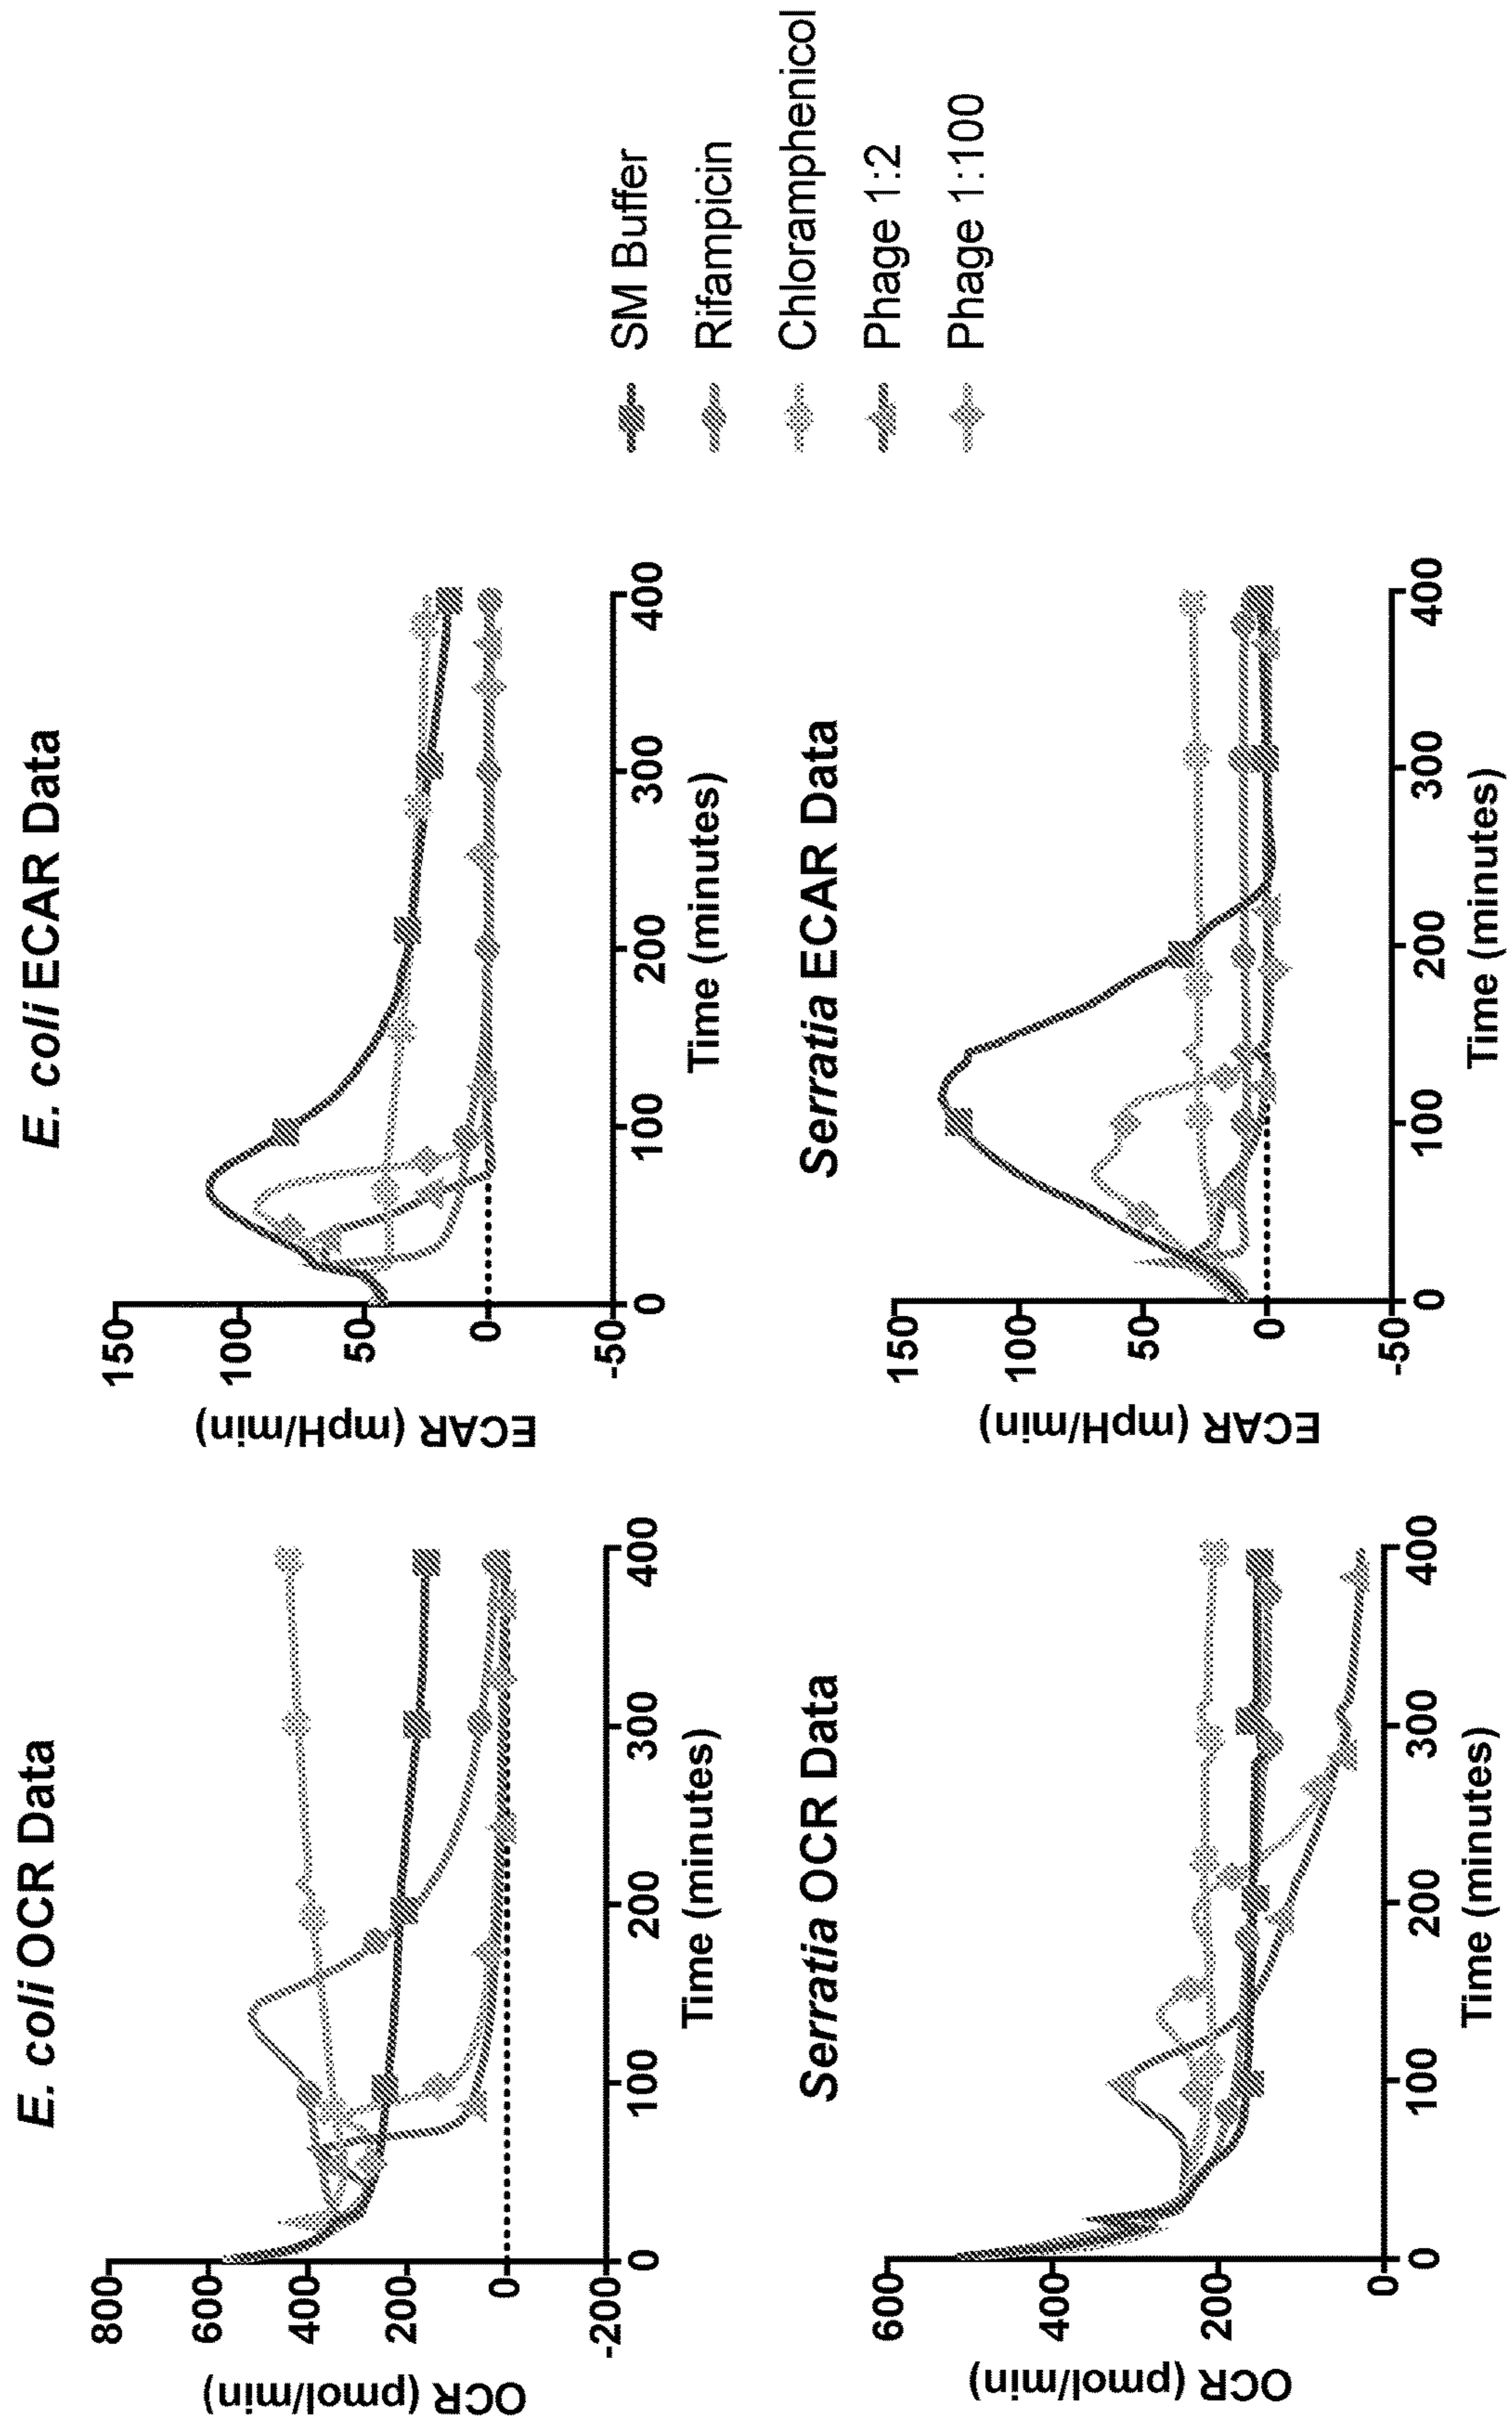 E. coli OCR Data
OCR (pmol/min)
800
600
400
200
0
-200
0
100
200
300
400
Time (minutes)
E. coli ECAR Data
ECAR (mpH/min)
150
100
50
0
-50
0
100
200
300
400
Time (minutes)
Serratia OCR Data
OCR (pmol/min)
600
400
200
0
0
100
200
300
400
Time (minutes)
Serratia ECAR Data
ECAR (mpH/min)
150
100
50
0
-50
0
100
200
300
400
Time (minutes)
SM Buffer
Rifampicin
Chloramphenicol
Phage 1:2
Phage 1:100